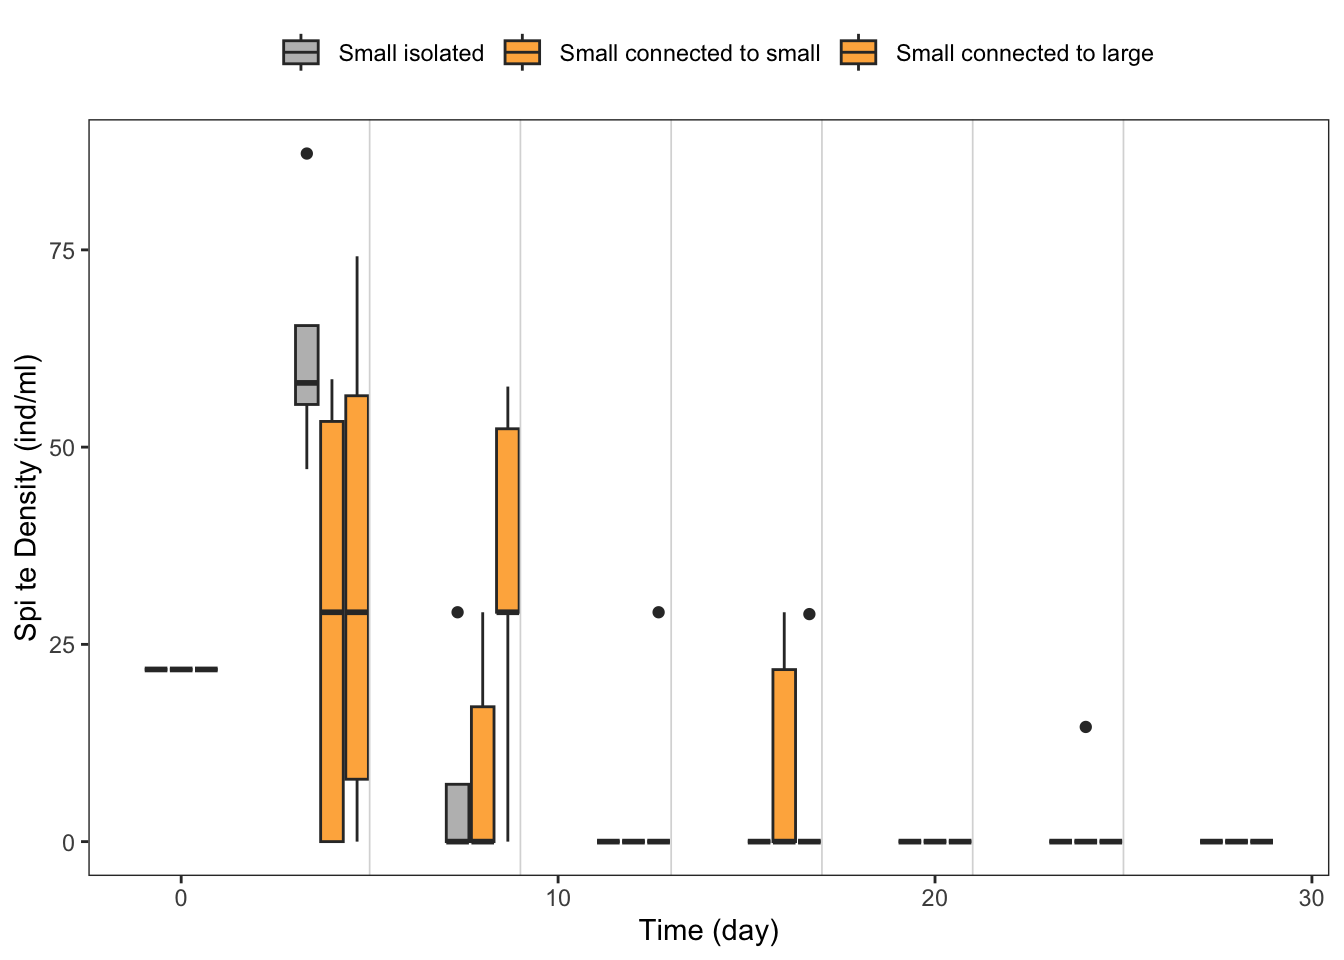 Small isolated Small connected to small Small connected to large
75
50
25
0
Spi te Density (ind/ml)
0 10 20 30
Time (day)